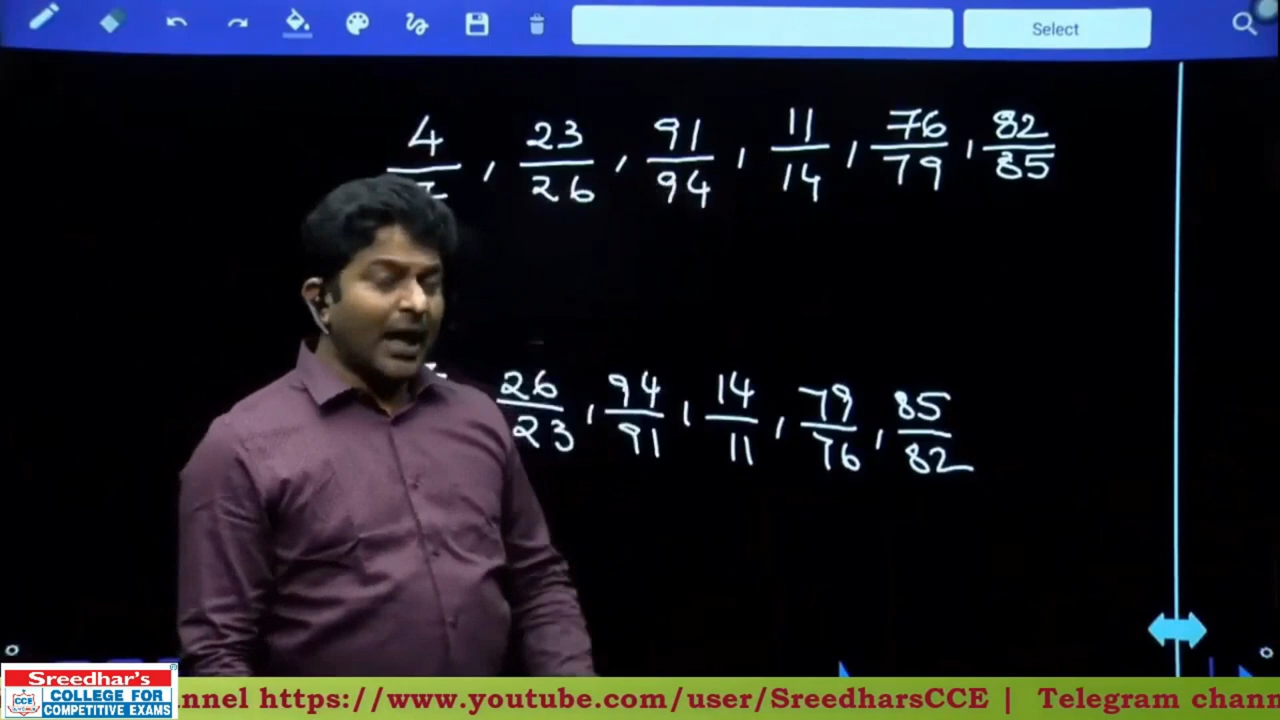 Select
4/7 , 23/26 , 91/94 , 11/14 , 76/79 , 82/85
26/23 , 94/91 , 14/11 , 79/76 , 85/82
Sreedhar's
CCE
COLLEGE FOR
COMPETITIVE EXAMS
nnel https://www.youtube.com/user/SreedharsCCE | Telegram chann